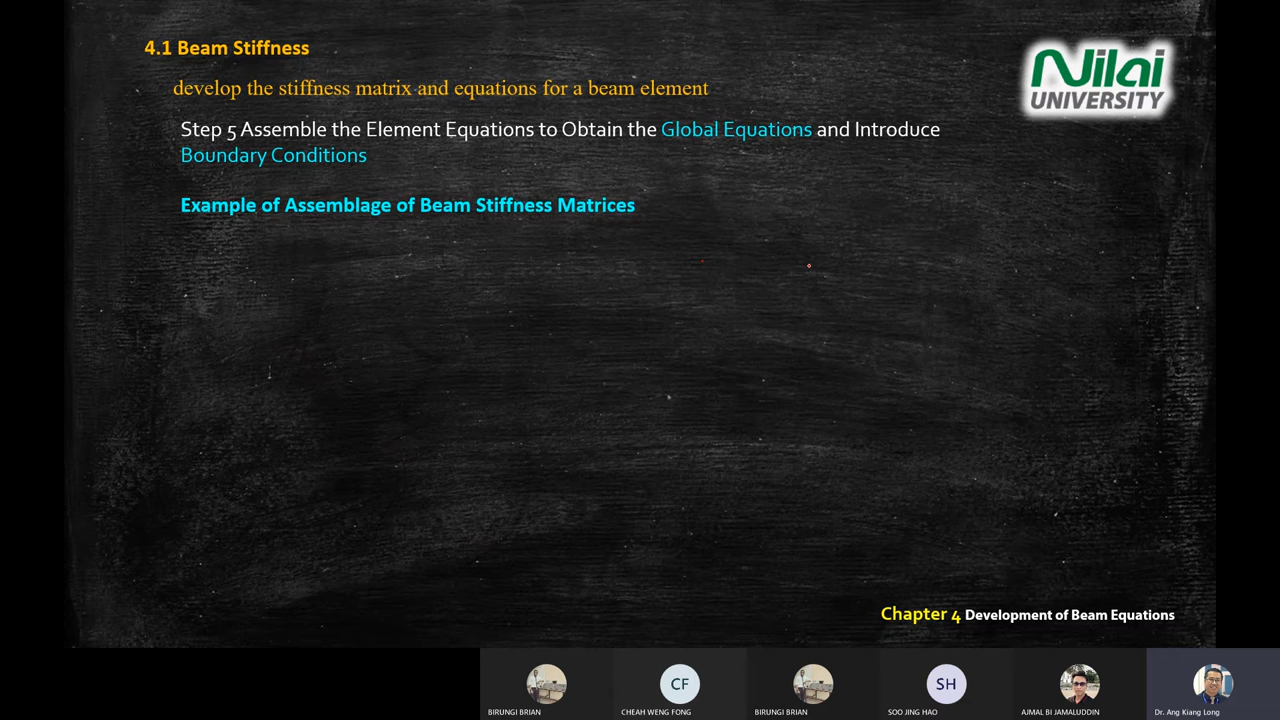 4.1 Beam Stiffness
develop the stiffness matrix and equations for a beam element
Step 5 Assemble the Element Equations to Obtain the Global Equations and Introduce
Boundary Conditions
Example of Assemblage of Beam Stiffness Matrices
Nilai
UNIVERSITY
Chapter 4 Development of Beam Equations
CF
SH
BIRUNGI BRIAN
CHEAH WENG FONG
BIRUNGI BRIAN
SOO JING HAO
AJMAL BI JAMALUDDIN
Dr. Ang Kiang Long